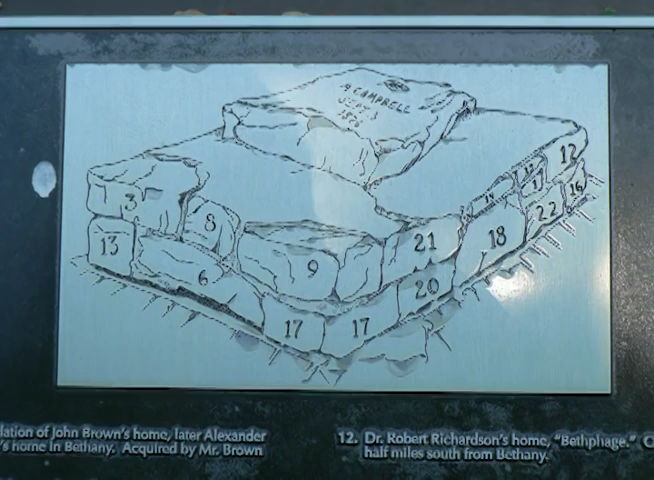 A CAMPBELL
SEPT 3
12
17
16
3
8
13
6
9
21
18
22
20
17
17
lation of John Brown's home, later Alexander
's home in Bethany. Acquired by Mr. Brown
12. Dr. Robert Richardson's home, "Bethphage."
half miles south from Bethany.